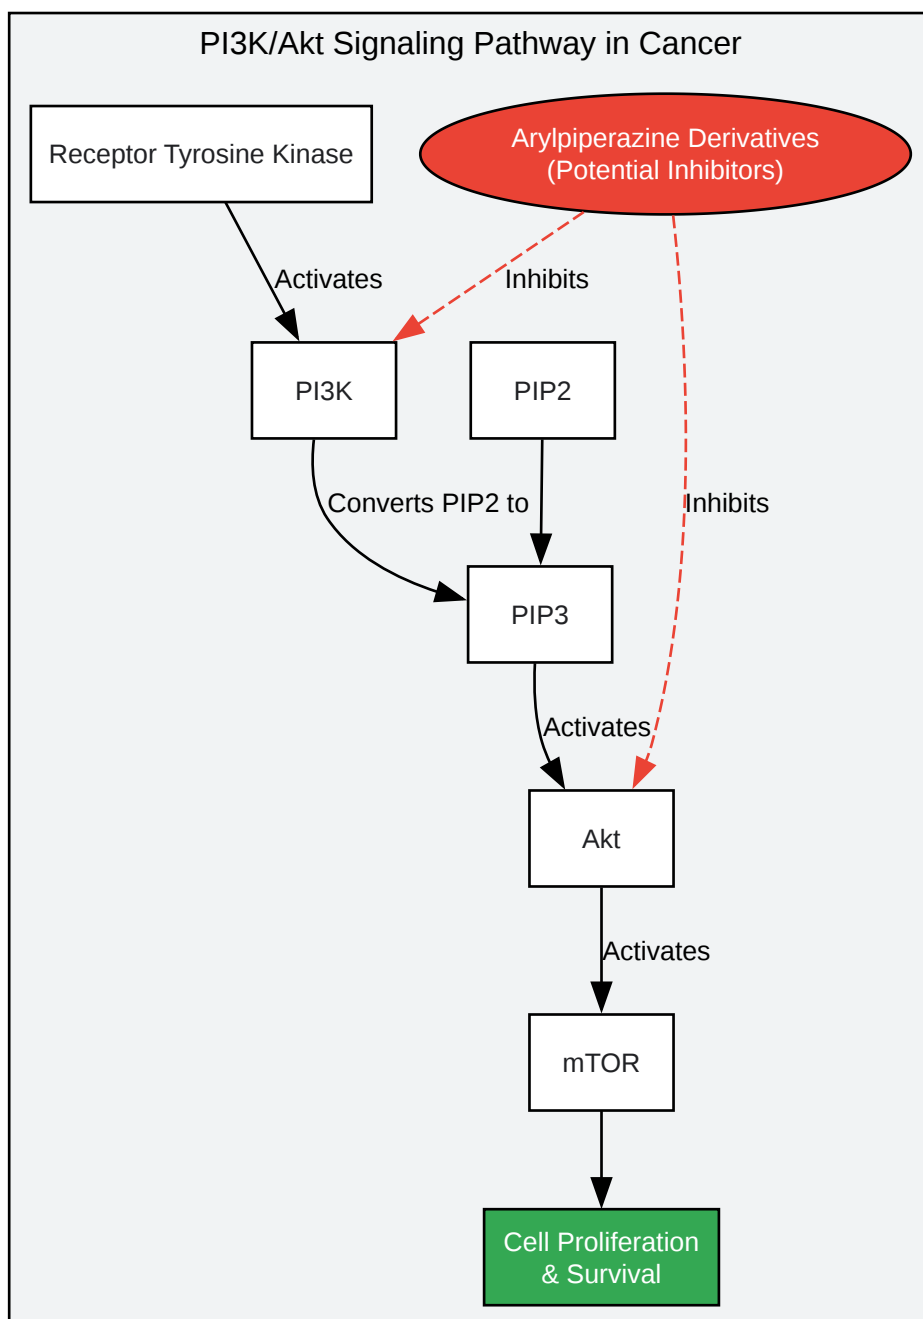 PI3K/Akt Signaling Pathway in Cancer
Receptor Tyrosine Kinase
Arylpiperazine Derivatives
(Potential Inhibitors)
Activates
Inhibits
PI3K
PIP2
Converts PIP2 to
Inhibits
PIP3
Activates
Akt
Activates
mTOR
Cell Proliferation
& Survival